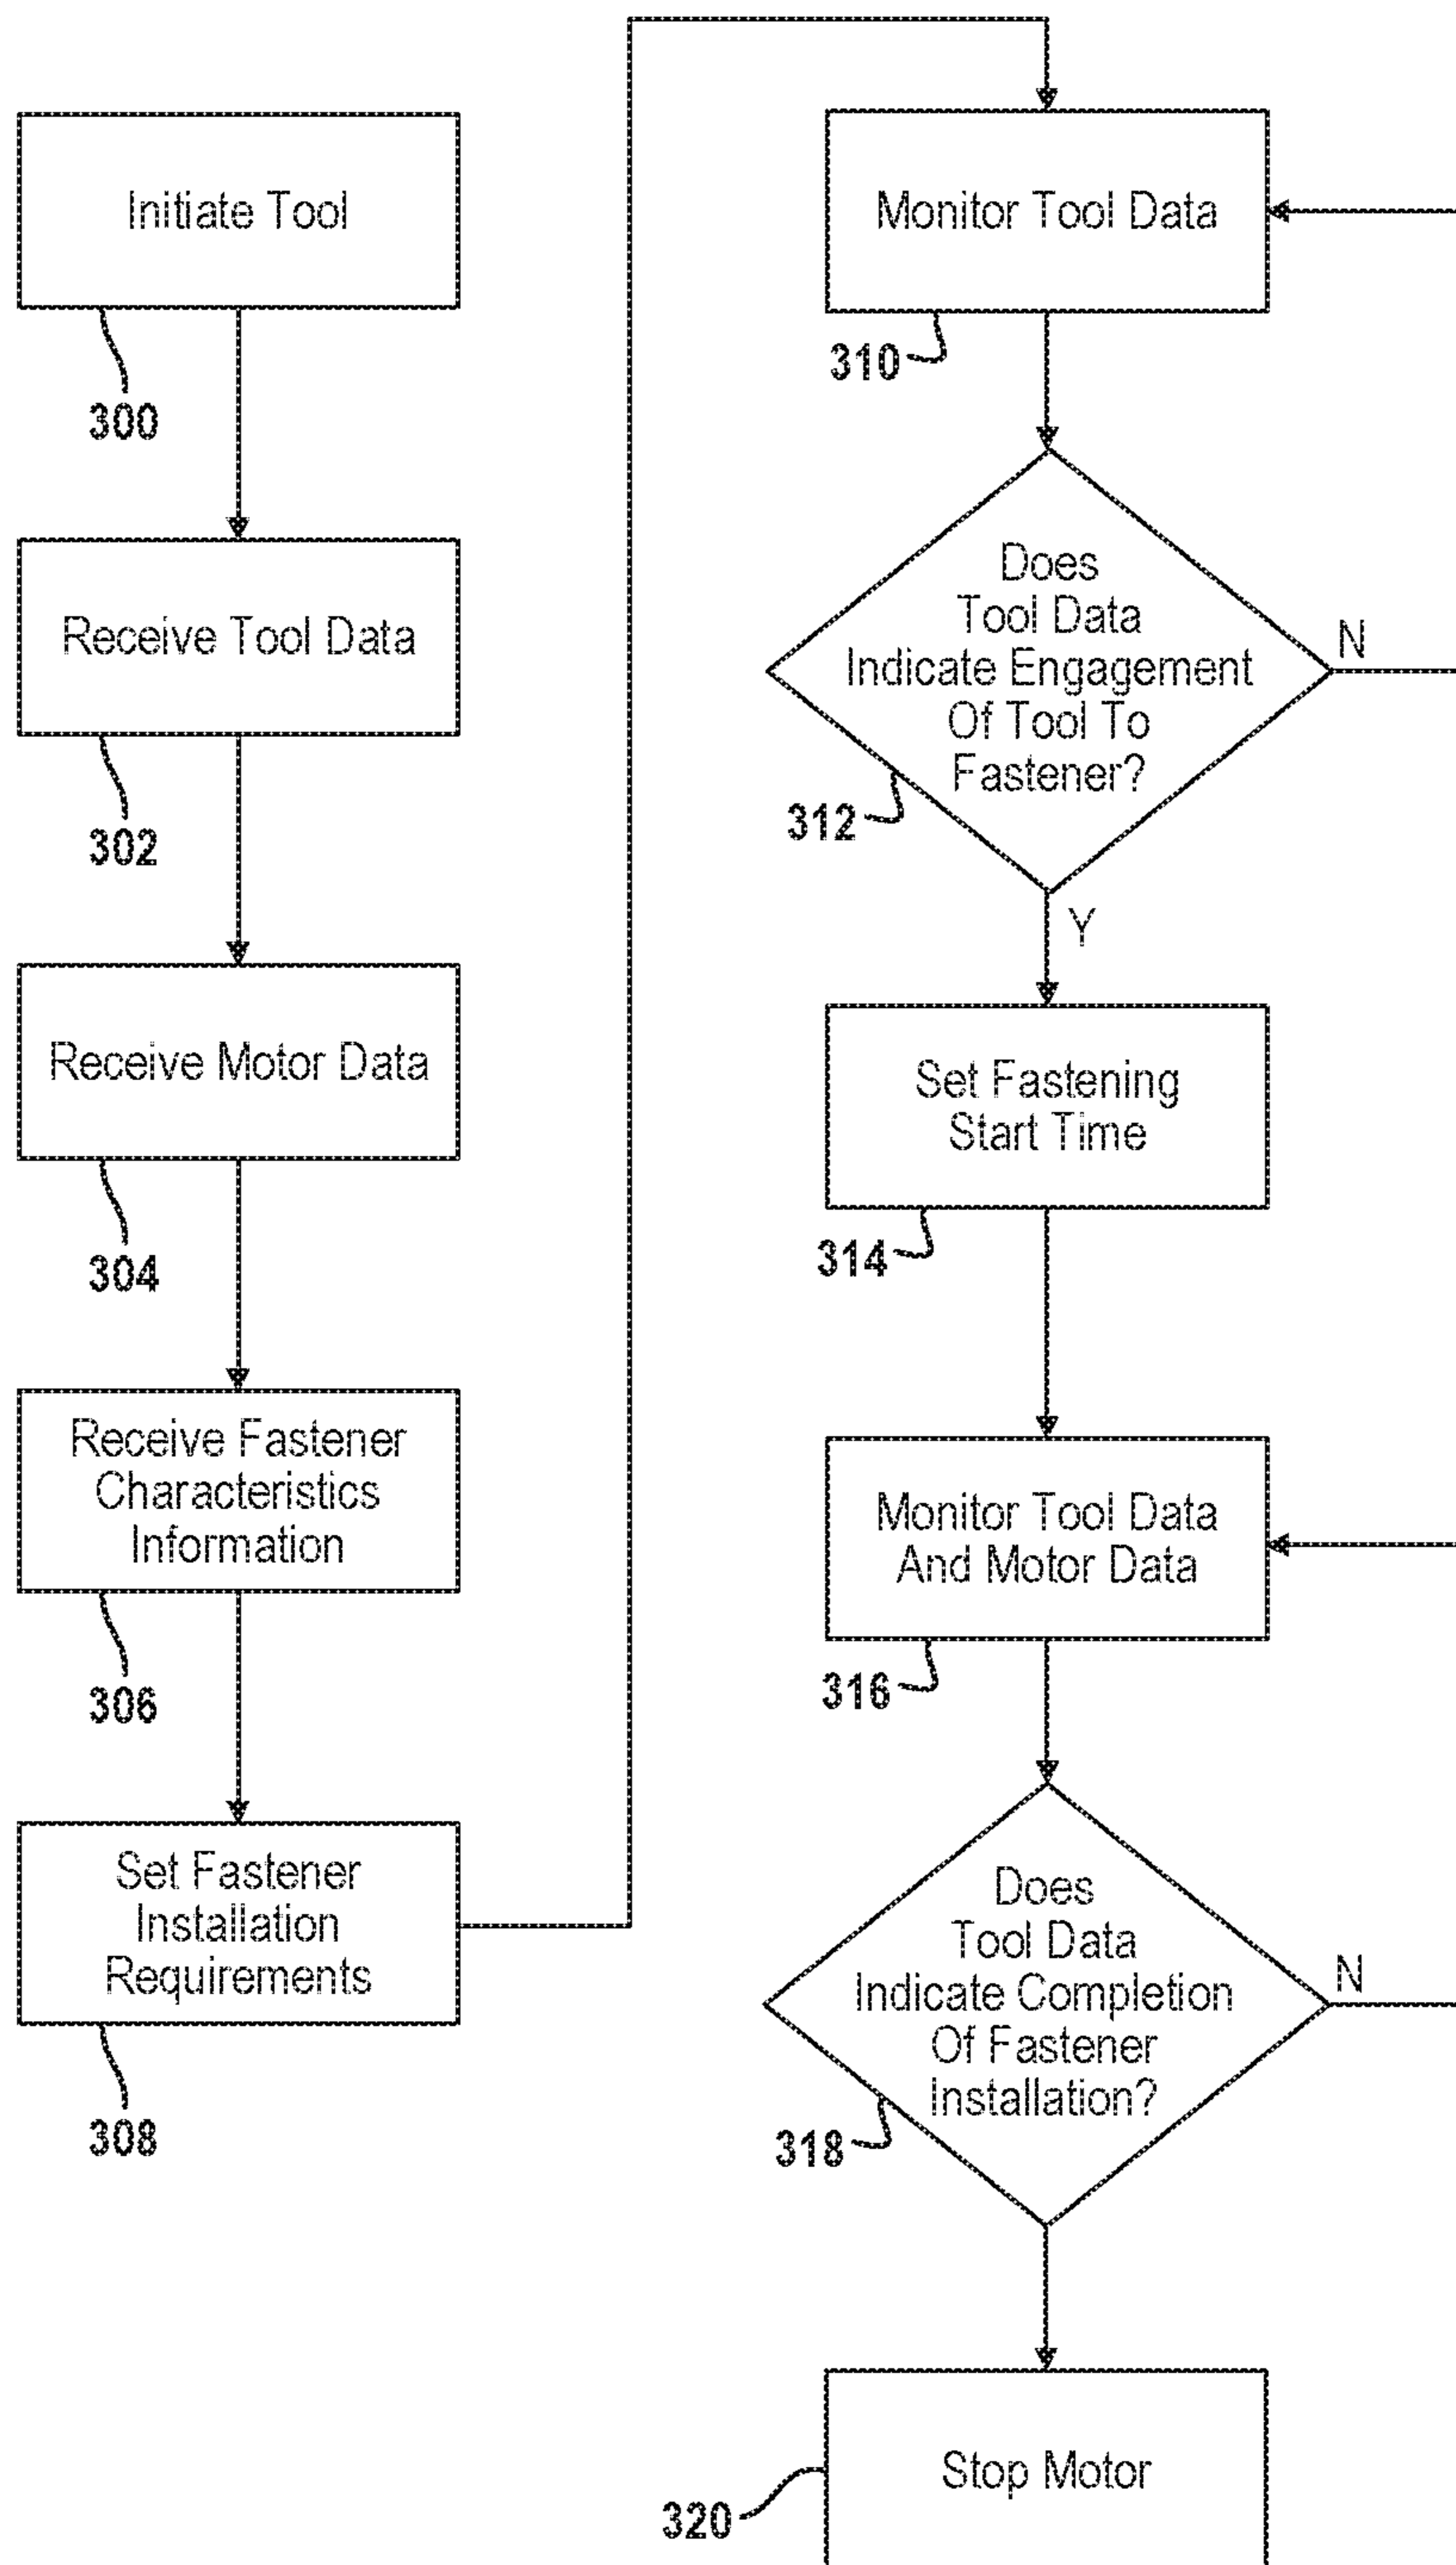 Initiate Tool
300
Receive Tool Data
302
Receive Motor Data
304
Receive Fastener
Characteristics
Information
306
Set Fastener
Installation
Requirements
308
Monitor Tool Data
310
Does
Tool Data
Indicate Engagement
Of Tool To
Fastener?
N
312
Y
Set Fastening
Start Time
314
Monitor Tool Data
And Motor Data
316
Does
Tool Data
Indicate Completion
Of Fastener
Installation?
N
318
Stop Motor
320